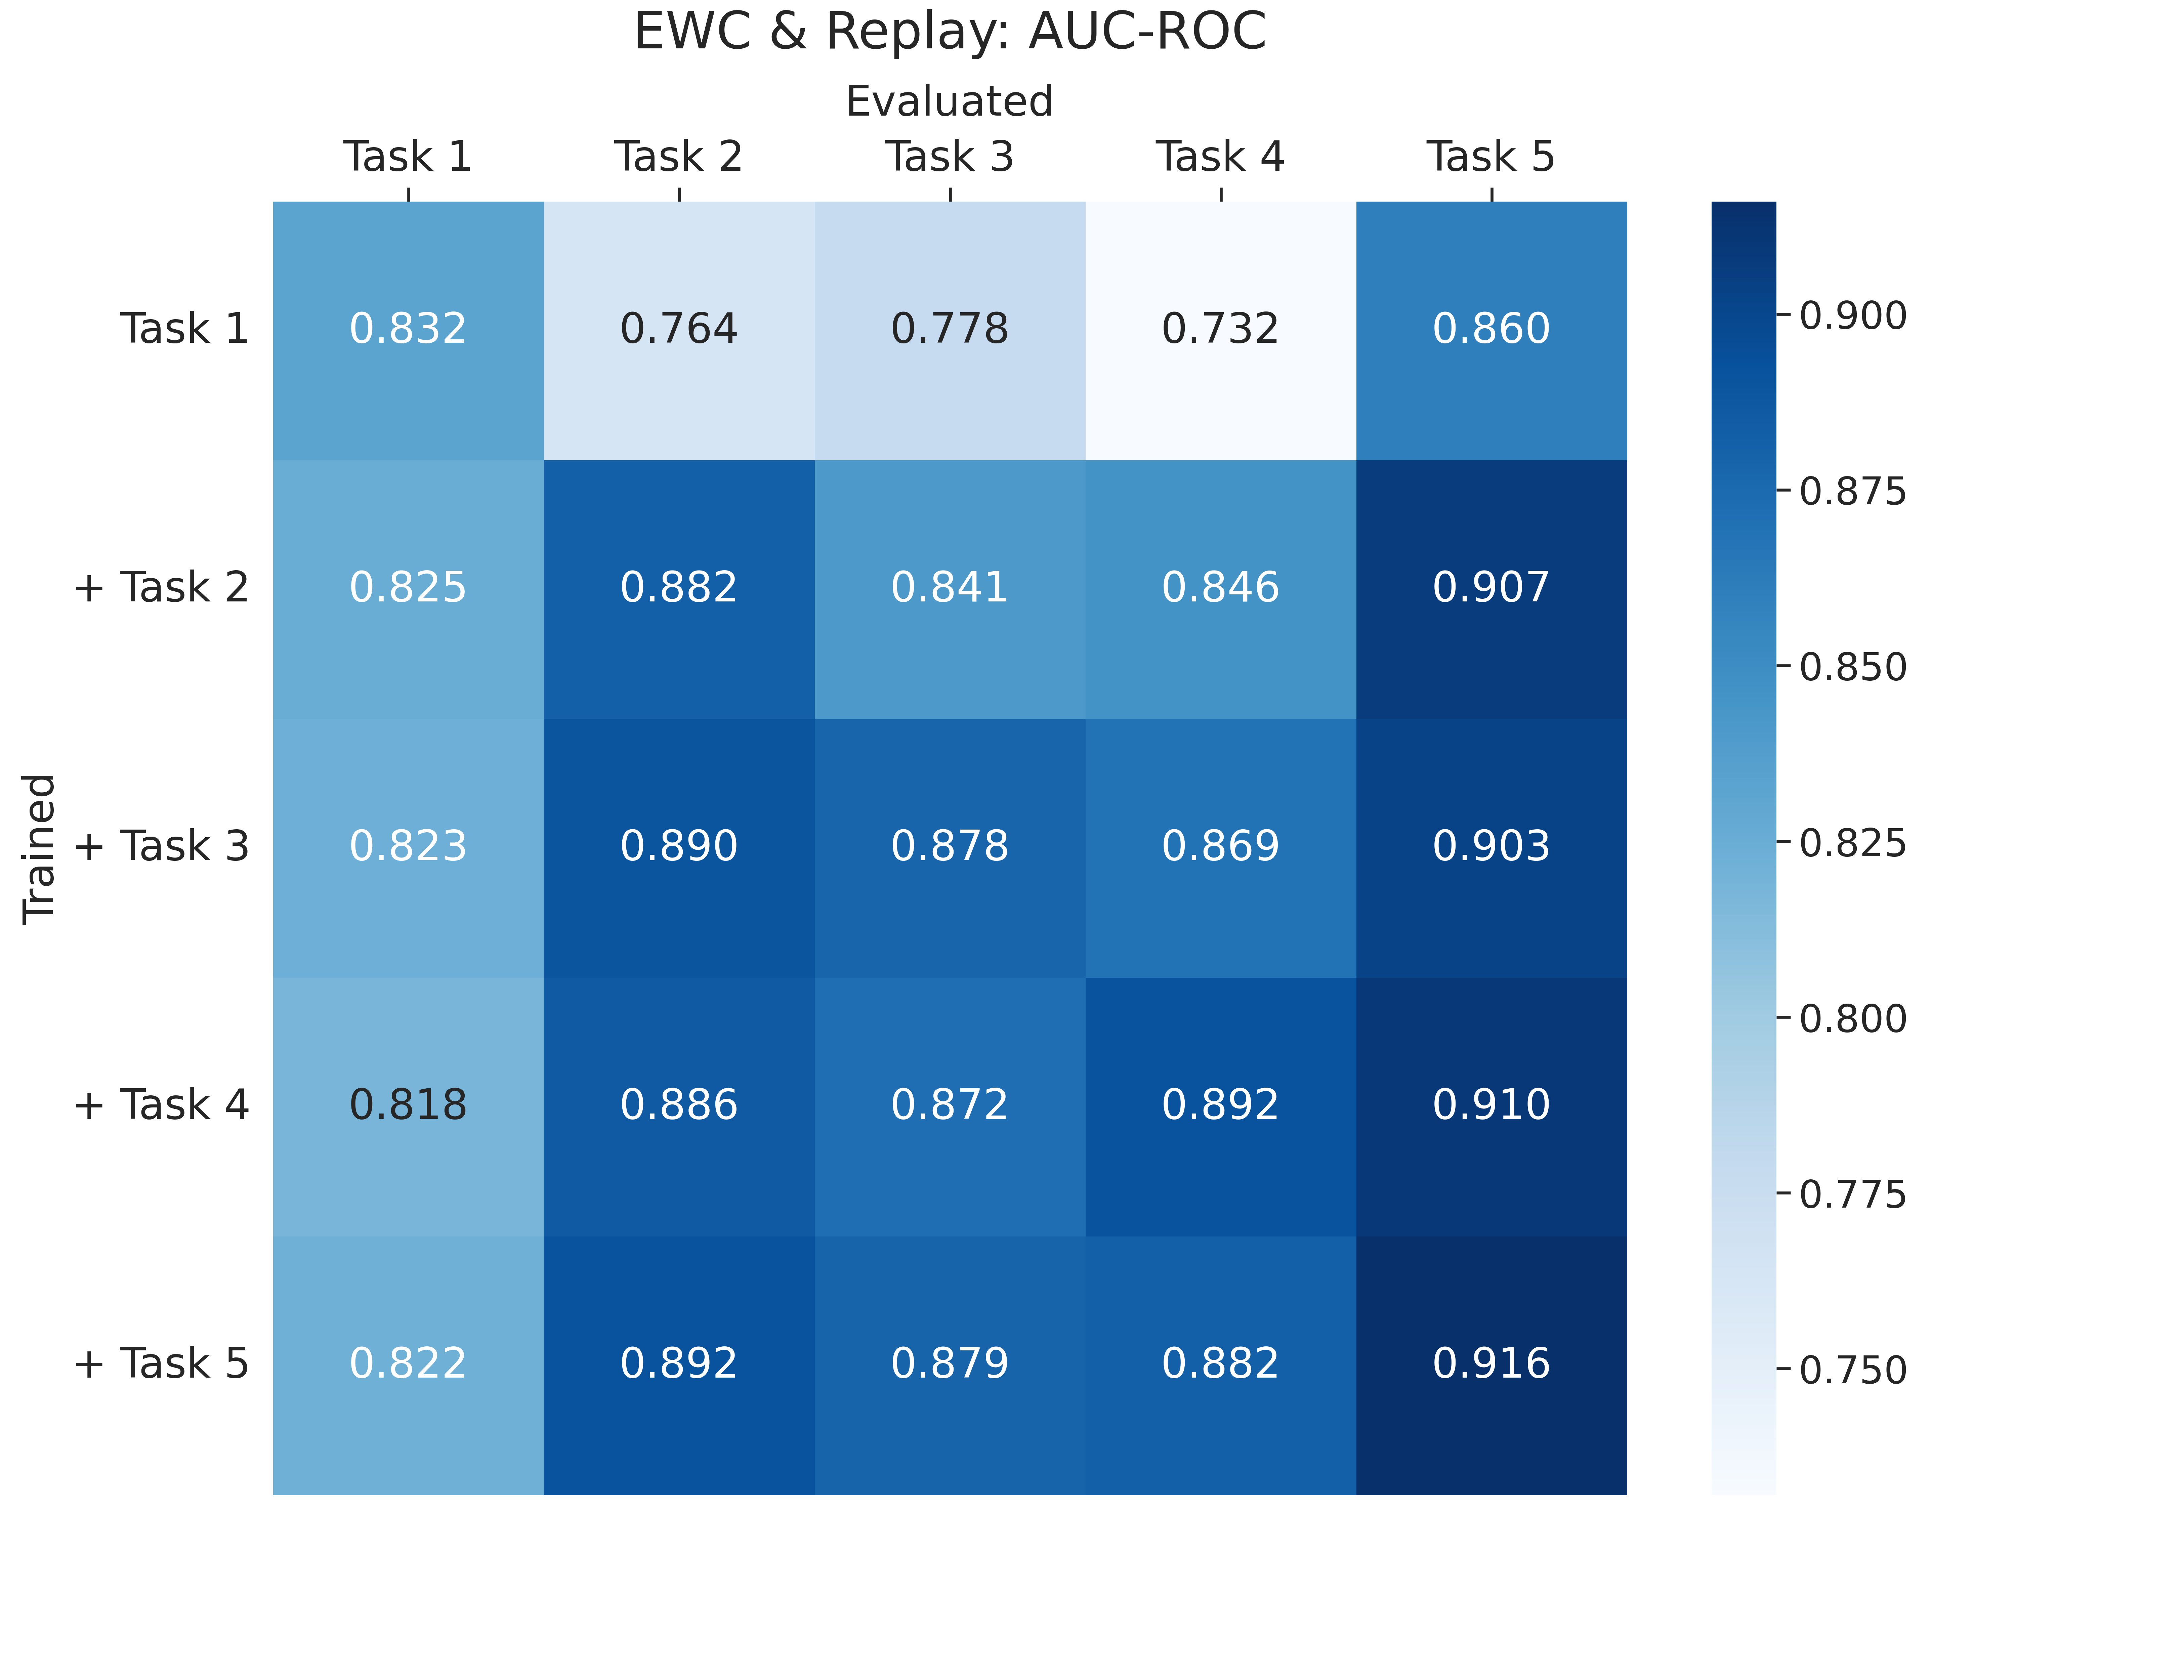 EWC & Replay: AUC-ROC
Evaluated
Task 1 Task 2 Task 3 Task 4 Task 5
Trained
Task 1 0.832 0.764 0.778 0.732 0.860
+ Task 2 0.825 0.882 0.841 0.846 0.907
+ Task 3 0.823 0.890 0.878 0.869 0.903
+ Task 4 0.818 0.886 0.872 0.892 0.910
+ Task 5 0.822 0.892 0.879 0.882 0.916
0.900
0.875
0.850
0.825
0.800
0.775
0.750